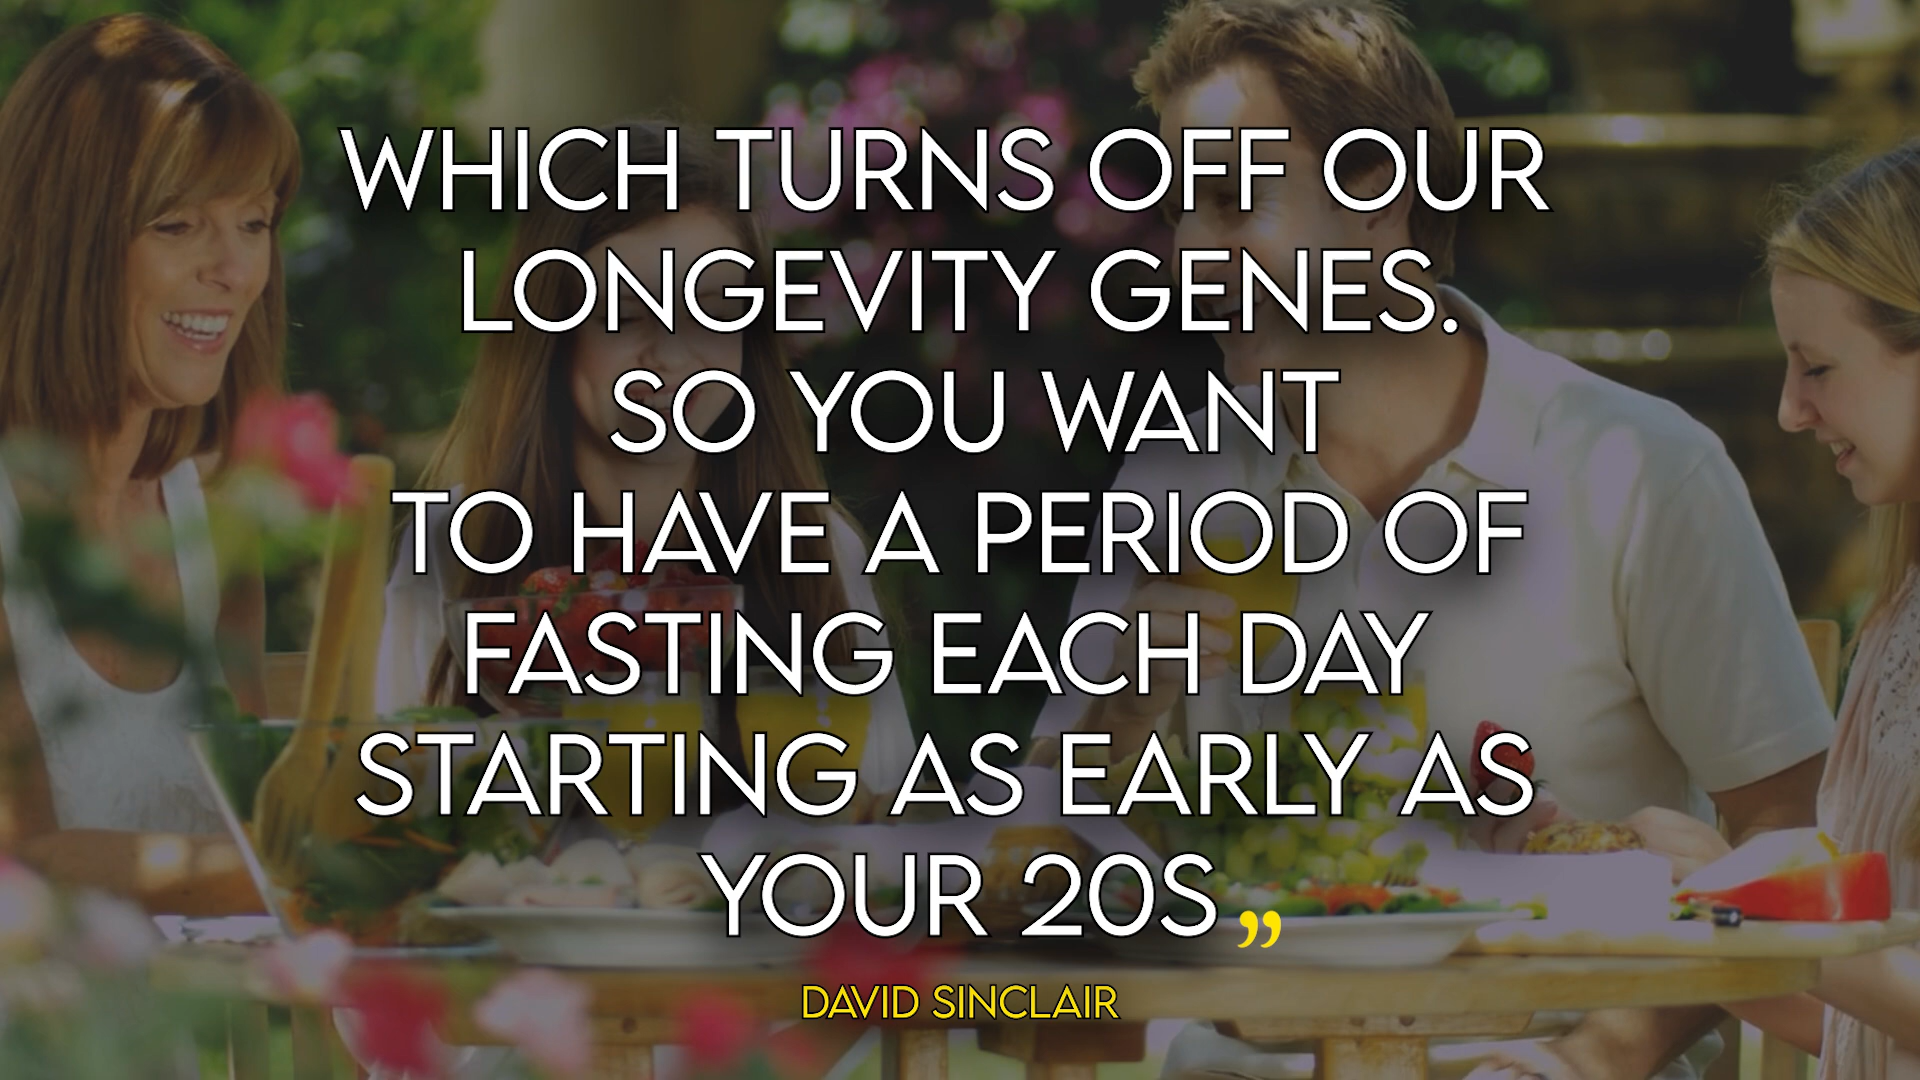 WHICH TURNS OFF OUR
LONGEVITY GENES.
SO YOU WANT
TO HAVE A PERIOD OF
FASTING EACH DAY
STARTING AS EARLY AS
YOUR 20S”
DAVID SINCLAIR